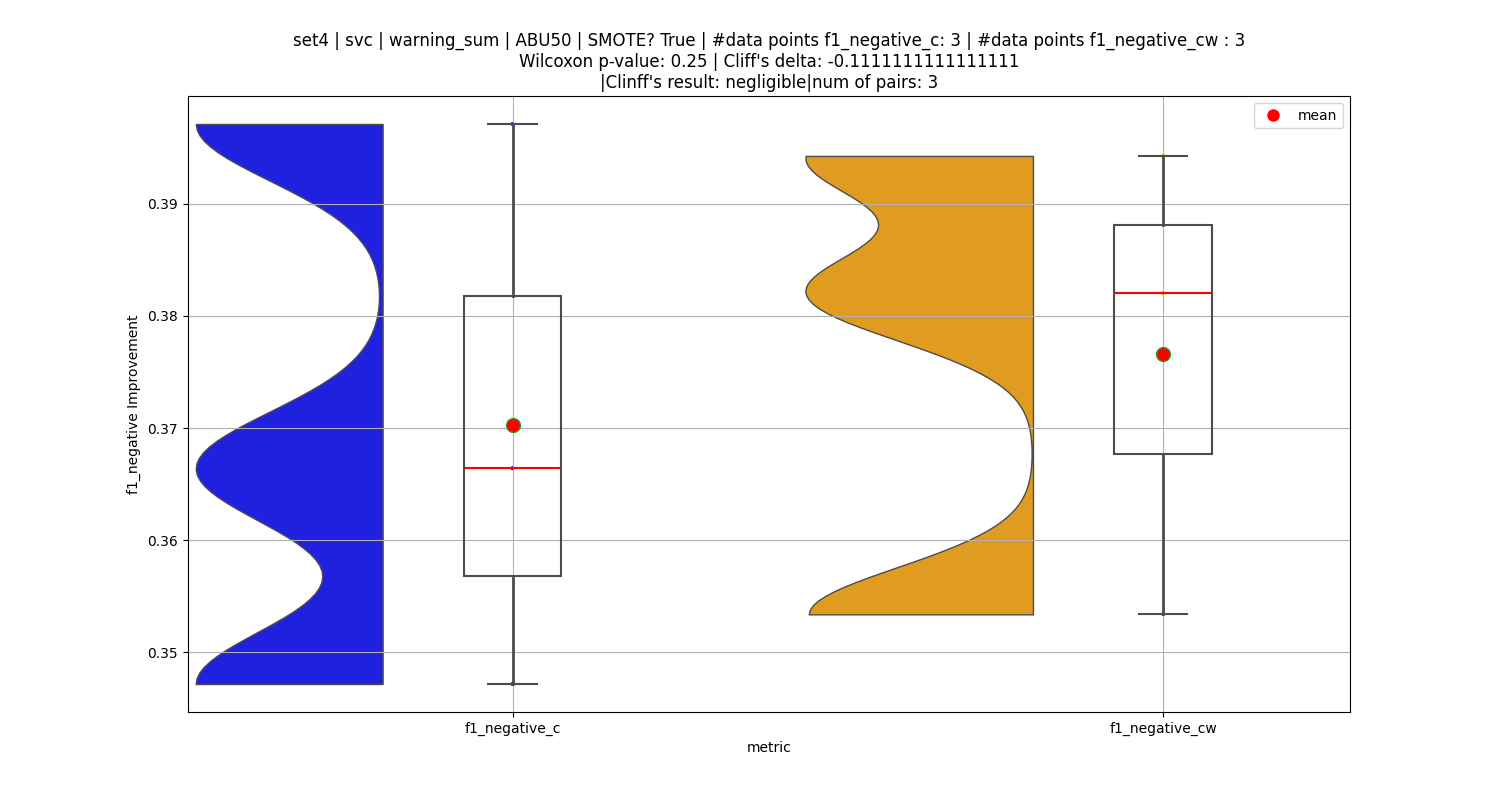 set4 | svc | warning_sum | ABU50 | SMOTE? True | #data points f1_negative_c: 3 | #data points f1_negative_cw : 3
Wilcoxon p-value: 0.25 | Cliff's delta: -0.1111111111111111
|Clinff's result: negligible|num of pairs: 3
mean
0.39
0.38
0.37
0.36
0.35
f1_negative Improvement
f1_negative_c
f1_negative_cw
metric